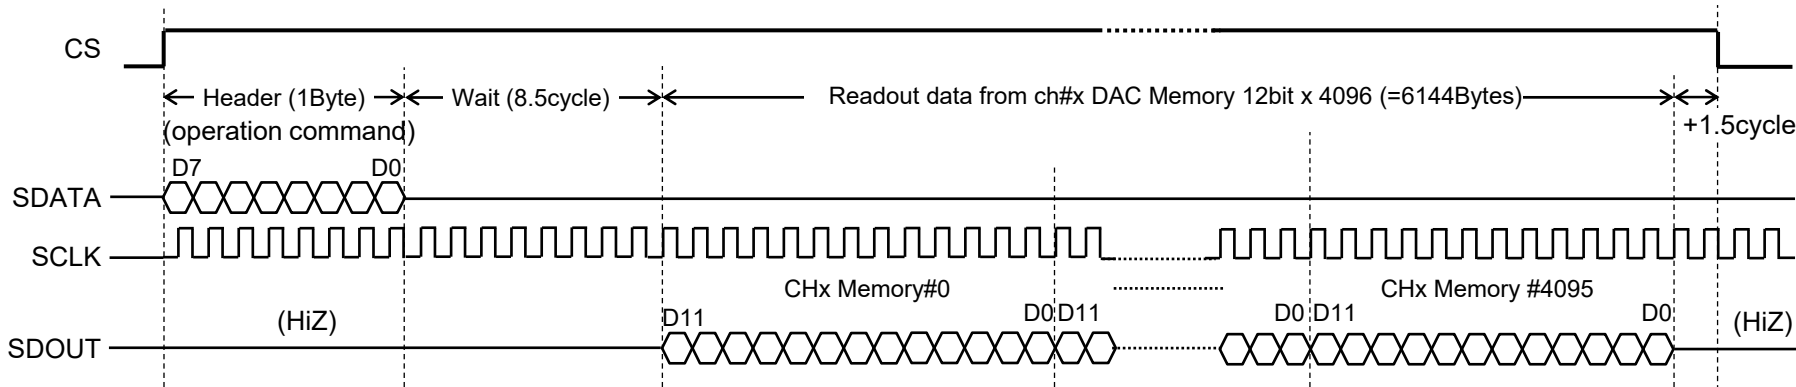 CS
Header (1Byte)
Wait (8.5cycle)
Readout data from ch#x DAC Memory 12bit x 4096 (=6144Bytes)
(operation command)
+1.5cycle
D7
D0
SDATA
SCLK
CHx Memory#0
CHx Memory #4095
(HiZ)
D11
D0
D11
D0
D11
D0
(HiZ)
SDOUT